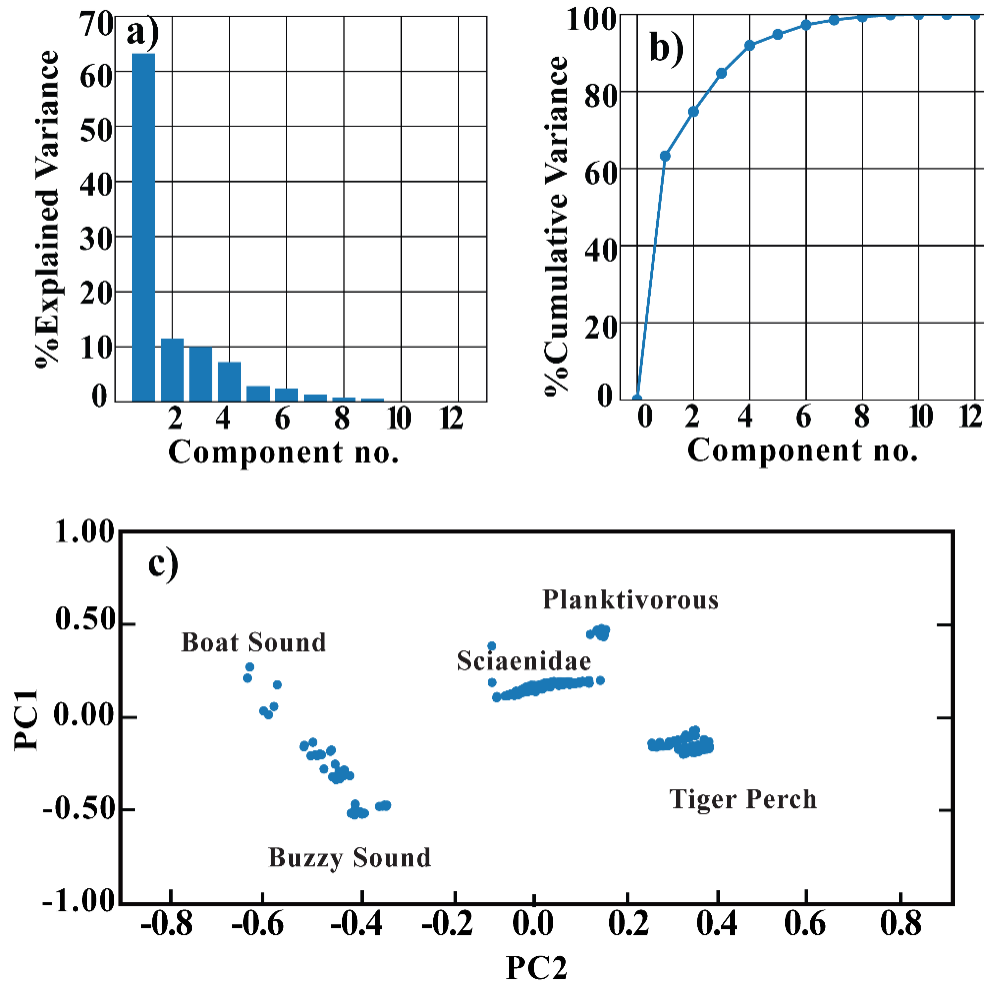 a)
70
60
50
40
30
20
10
0
%Explained Variance
2 4 6 8 10 12
Component no.
b)
100
80
60
40
20
0
%Cumulative Variance
0 2 4 6 8 10 12
Component no.
c)
1.00
0.50
0.00
-0.50
-1.00
PC1
Planktivorous
Boat Sound
Sciaenidae
Tiger Perch
Buzzy Sound
-0.8 -0.6 -0.4 -0.2 0.0 0.2 0.4 0.6 0.8
PC2